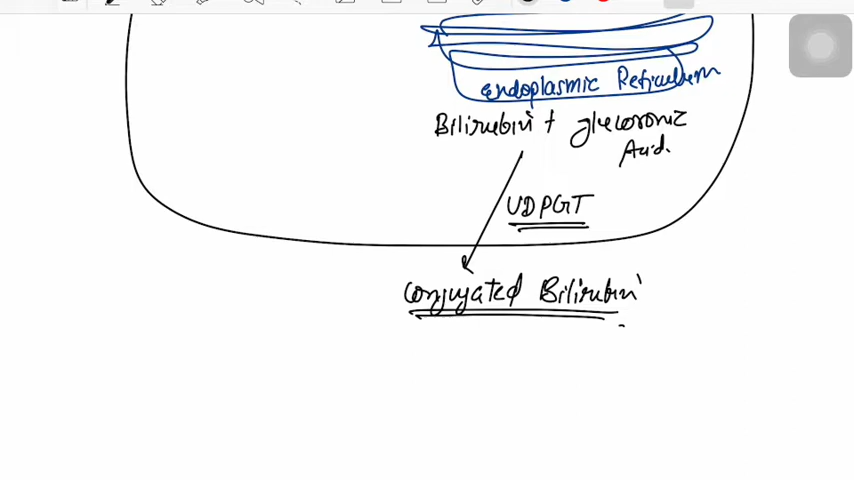 Endoplasmic Reticulum
Bilirubin + glucoronic
Acid.
UDPGT
Conjugated Bilirubin